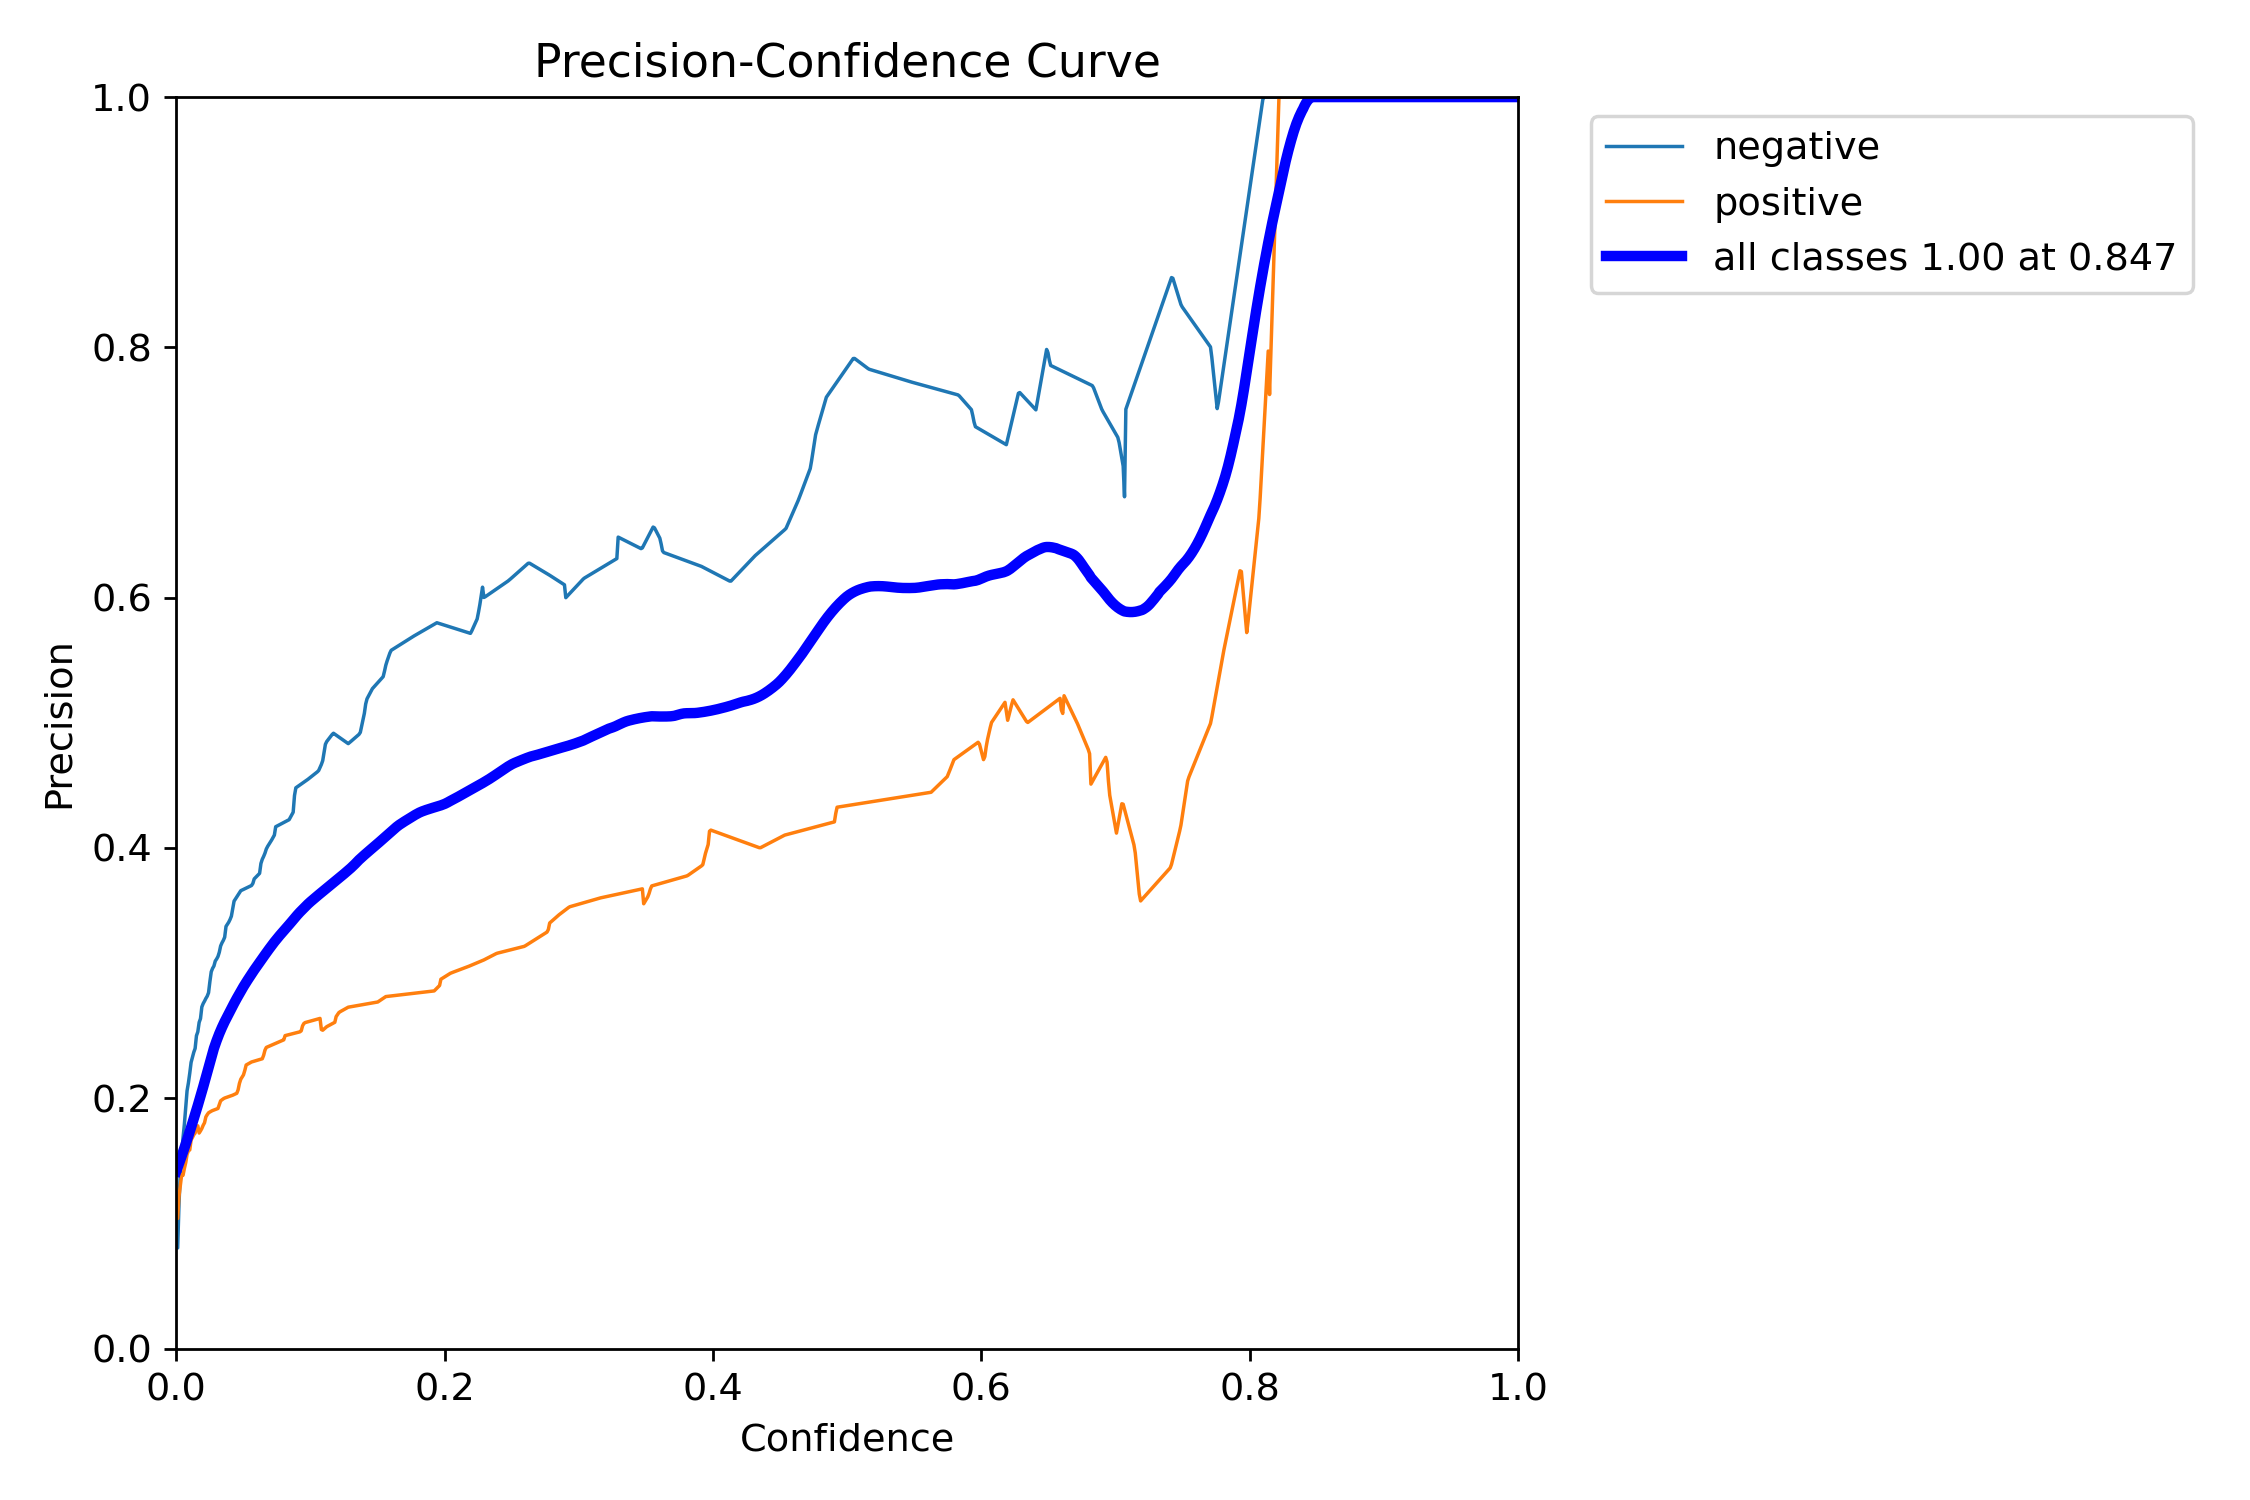 Precision-Confidence Curve
1.0
0.8
0.6
0.4
0.2
0.0
Precision
0.0 0.2 0.4 0.6 0.8 1.0
Confidence
negative
positive
all classes 1.00 at 0.847